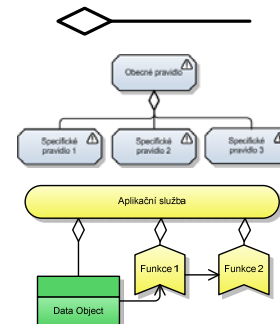 Obecné pravidlo
Specifické
pravidlo 1
Specifické
pravidlo 2
Specifické
pravidlo 3
Aplikační služba
Funkce 1
Funkce 2
Data Object